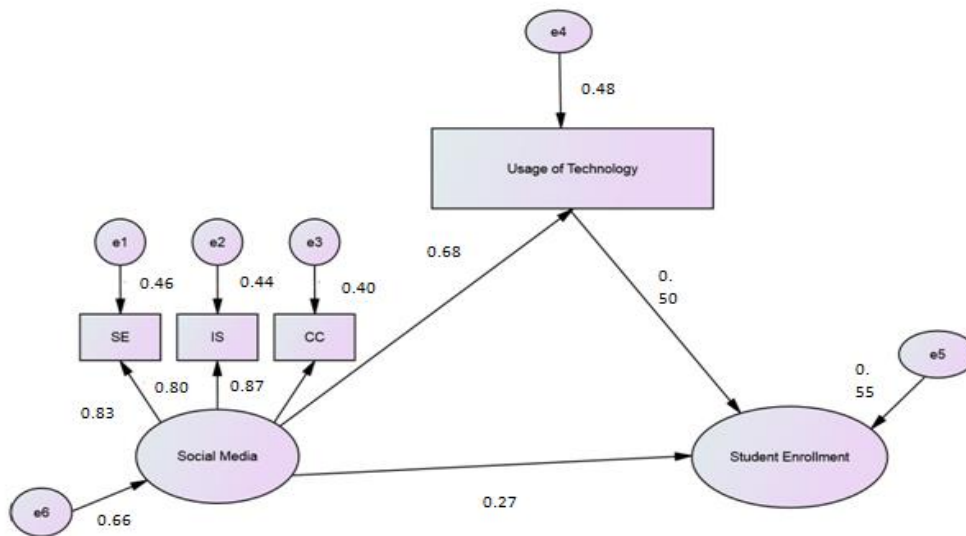 e4
0.48
Usage of Technology
e1
e2
e3
0.68
0.46
0.44
0.40
0.
50
SE
IS
CC
e5
0.
55
0.80
0.87
0.83
Social Media
Student Enrollment
e6
0.66
0.27